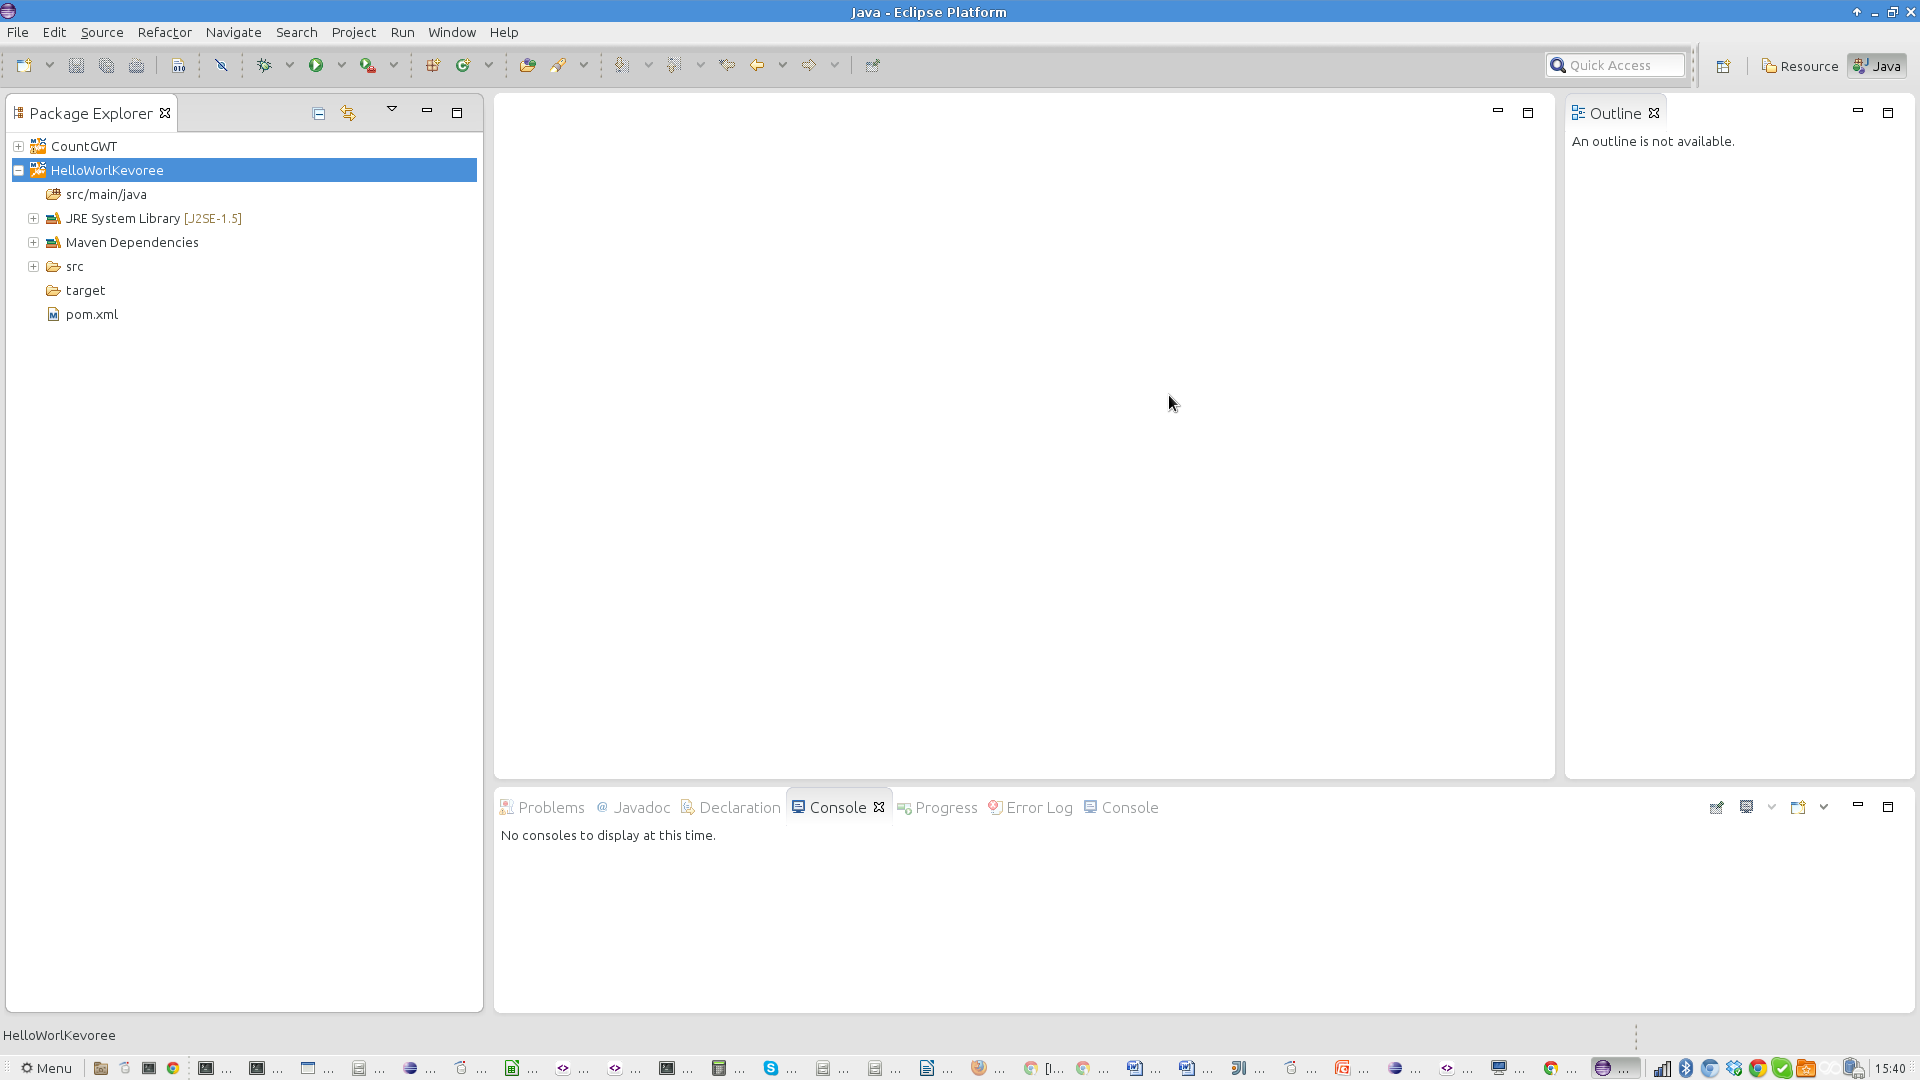 Java - Eclipse Platform
File Edit Source Refactor Navigate Search Project Run Window Help
Quick Access
Resource
Java
Package Explorer
CountGWT
HelloWorlKevoree
src/main/java
JRE System Library [J2SE-1.5]
Maven Dependencies
src
target
pom.xml
Outline
An outline is not available.
Problems @ Javadoc Declaration Console Progress Error Log Console
No consoles to display at this time.
HelloWorlKevoree
Menu ... ... ... ... ... ... ... ... ... ... ... ... ... ... ... ... [... ... ... ... ... ... ... ... ... ... ... ... 15:40